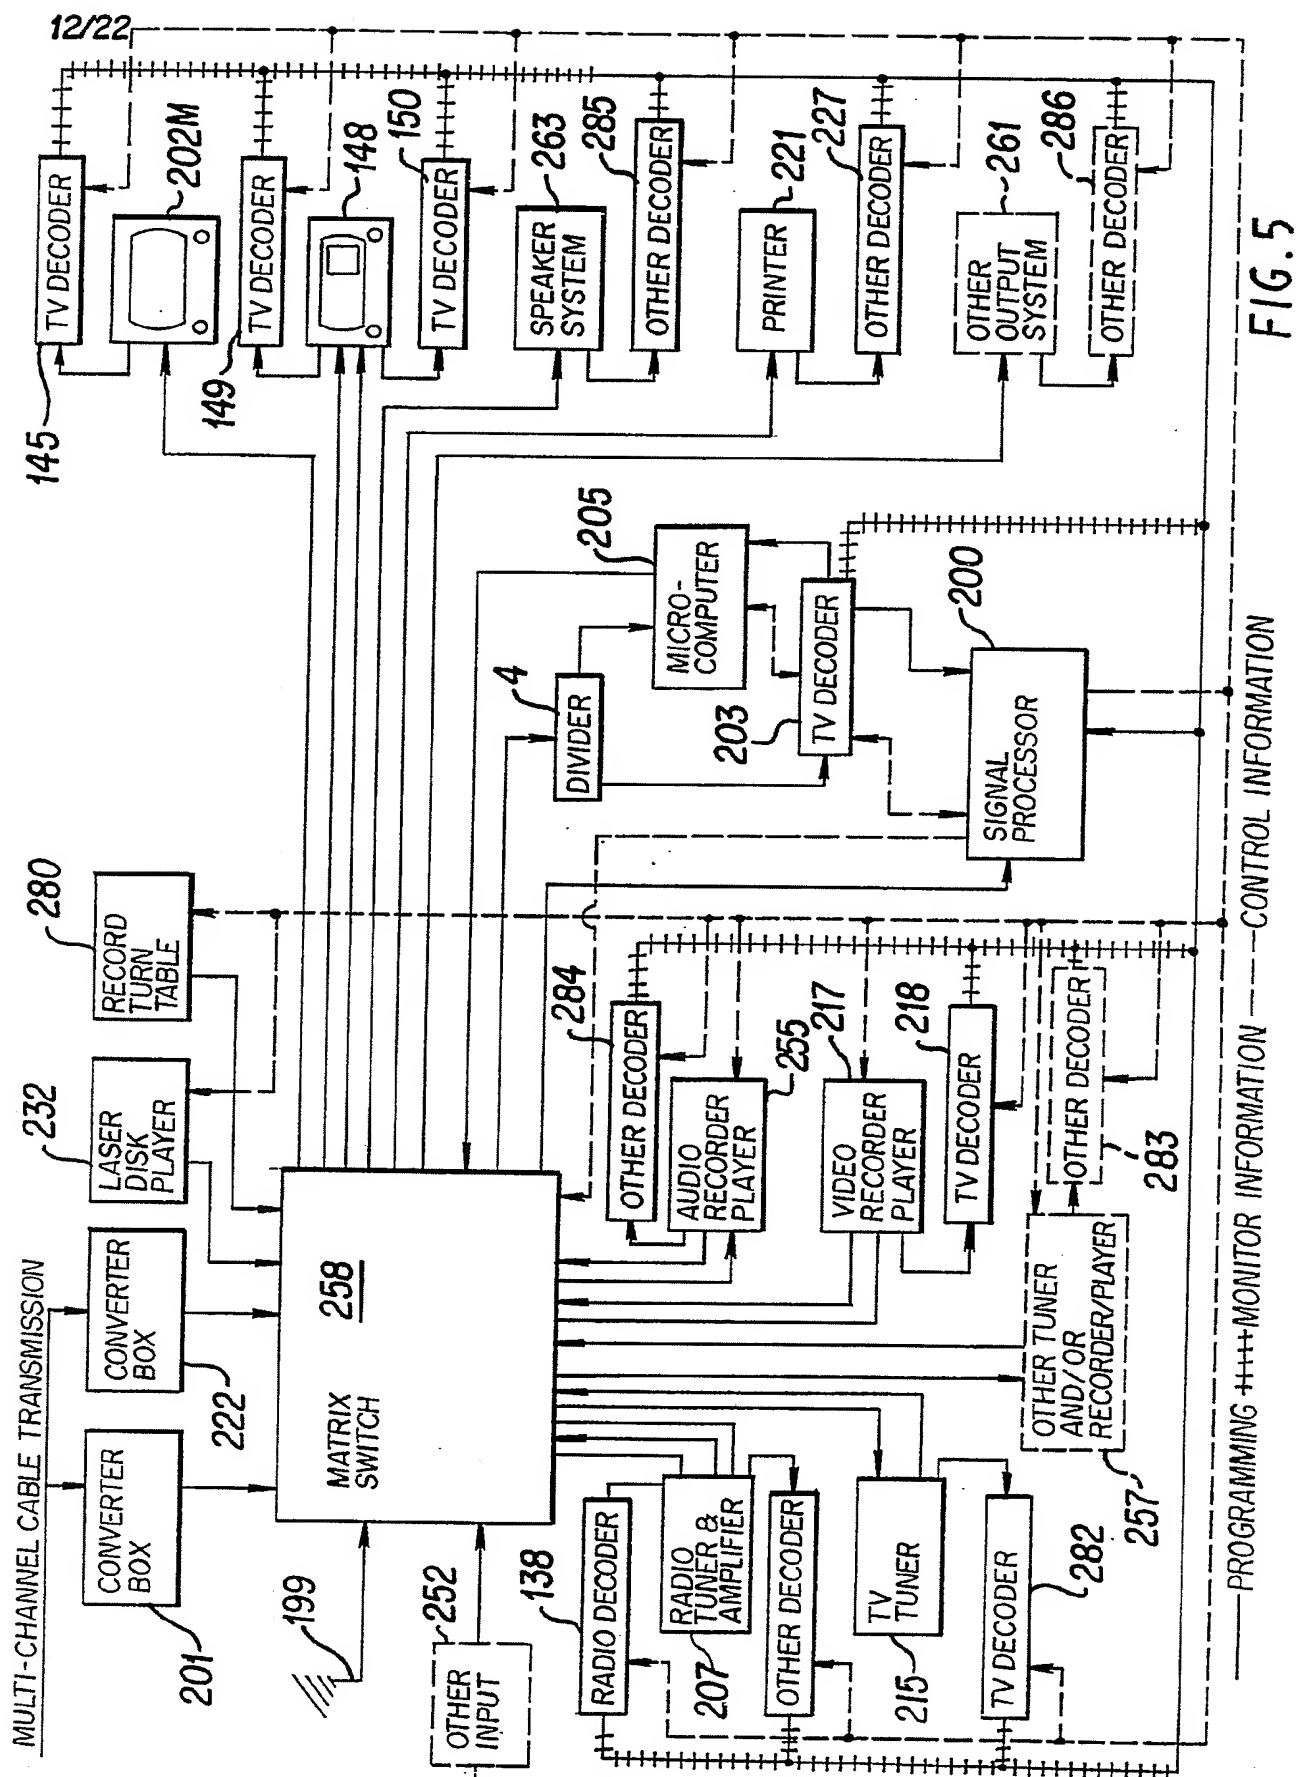 12/22
MULTI-CHANNEL CABLE TRANSMISSION
CONVERTER
BOX
201
CONVERTER
BOX
222
LASER
DISK
PLAYER
232
RECORD
TURN
TABLE
280
199
OTHER
INPUT
252
MATRIX
SWITCH
258
TV DECODER
145
202M
TV DECODER
149
148
TV DECODER
150
SPEAKER
SYSTEM
263
OTHER DECODER
285
PRINTER
221
OTHER DECODER
227
OTHER
OUTPUT
SYSTEM
261
OTHER DECODER
286
DIVIDER
4
MICRO-
COMPUTER
205
TV DECODER
203
SIGNAL
PROCESSOR
200
RADIO DECODER
138
RADIO
TUNER &
AMPLIFIER
207
OTHER DECODER
TV
TUNER
215
TV DECODER
282
OTHER DECODER
284
AUDIO
RECORDER
PLAYER
255
VIDEO
RECORDER
PLAYER
217
TV DECODER
218
OTHER TUNER
AND/OR
RECORDER/PLAYER
257
OTHER DECODER
283
PROGRAMMING MONITOR INFORMATION CONTROL INFORMATION
FIG. 5